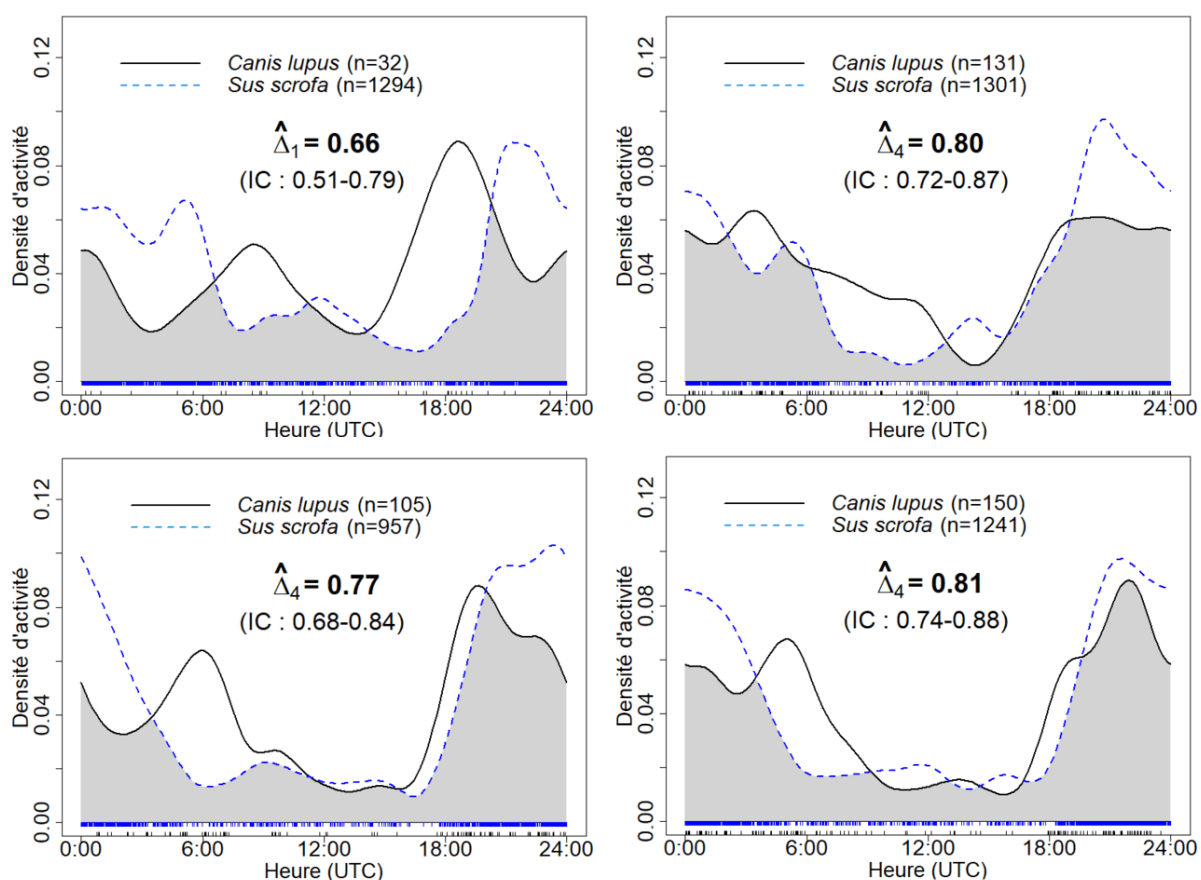 Canis lupus (n=32)
Sus scrofa (n=1294)
Δ̂1 = 0.66
(IC : 0.51-0.79)
Densité d'activité
0.12
0.08
0.04
0.00
0:00 6:00 12:00 18:00 24:00
Heure (UTC)
Canis lupus (n=131)
Sus scrofa (n=1301)
Δ̂4 = 0.80
(IC : 0.72-0.87)
Densité d'activité
0.12
0.08
0.04
0.00
0:00 6:00 12:00 18:00 24:00
Heure (UTC)
Canis lupus (n=105)
Sus scrofa (n=957)
Δ̂4 = 0.77
(IC : 0.68-0.84)
Densité d'activité
0.12
0.08
0.04
0.00
0:00 6:00 12:00 18:00 24:00
Heure (UTC)
Canis lupus (n=150)
Sus scrofa (n=1241)
Δ̂4 = 0.81
(IC : 0.74-0.88)
Densité d'activité
0.12
0.08
0.04
0.00
0:00 6:00 12:00 18:00 24:00
Heure (UTC)